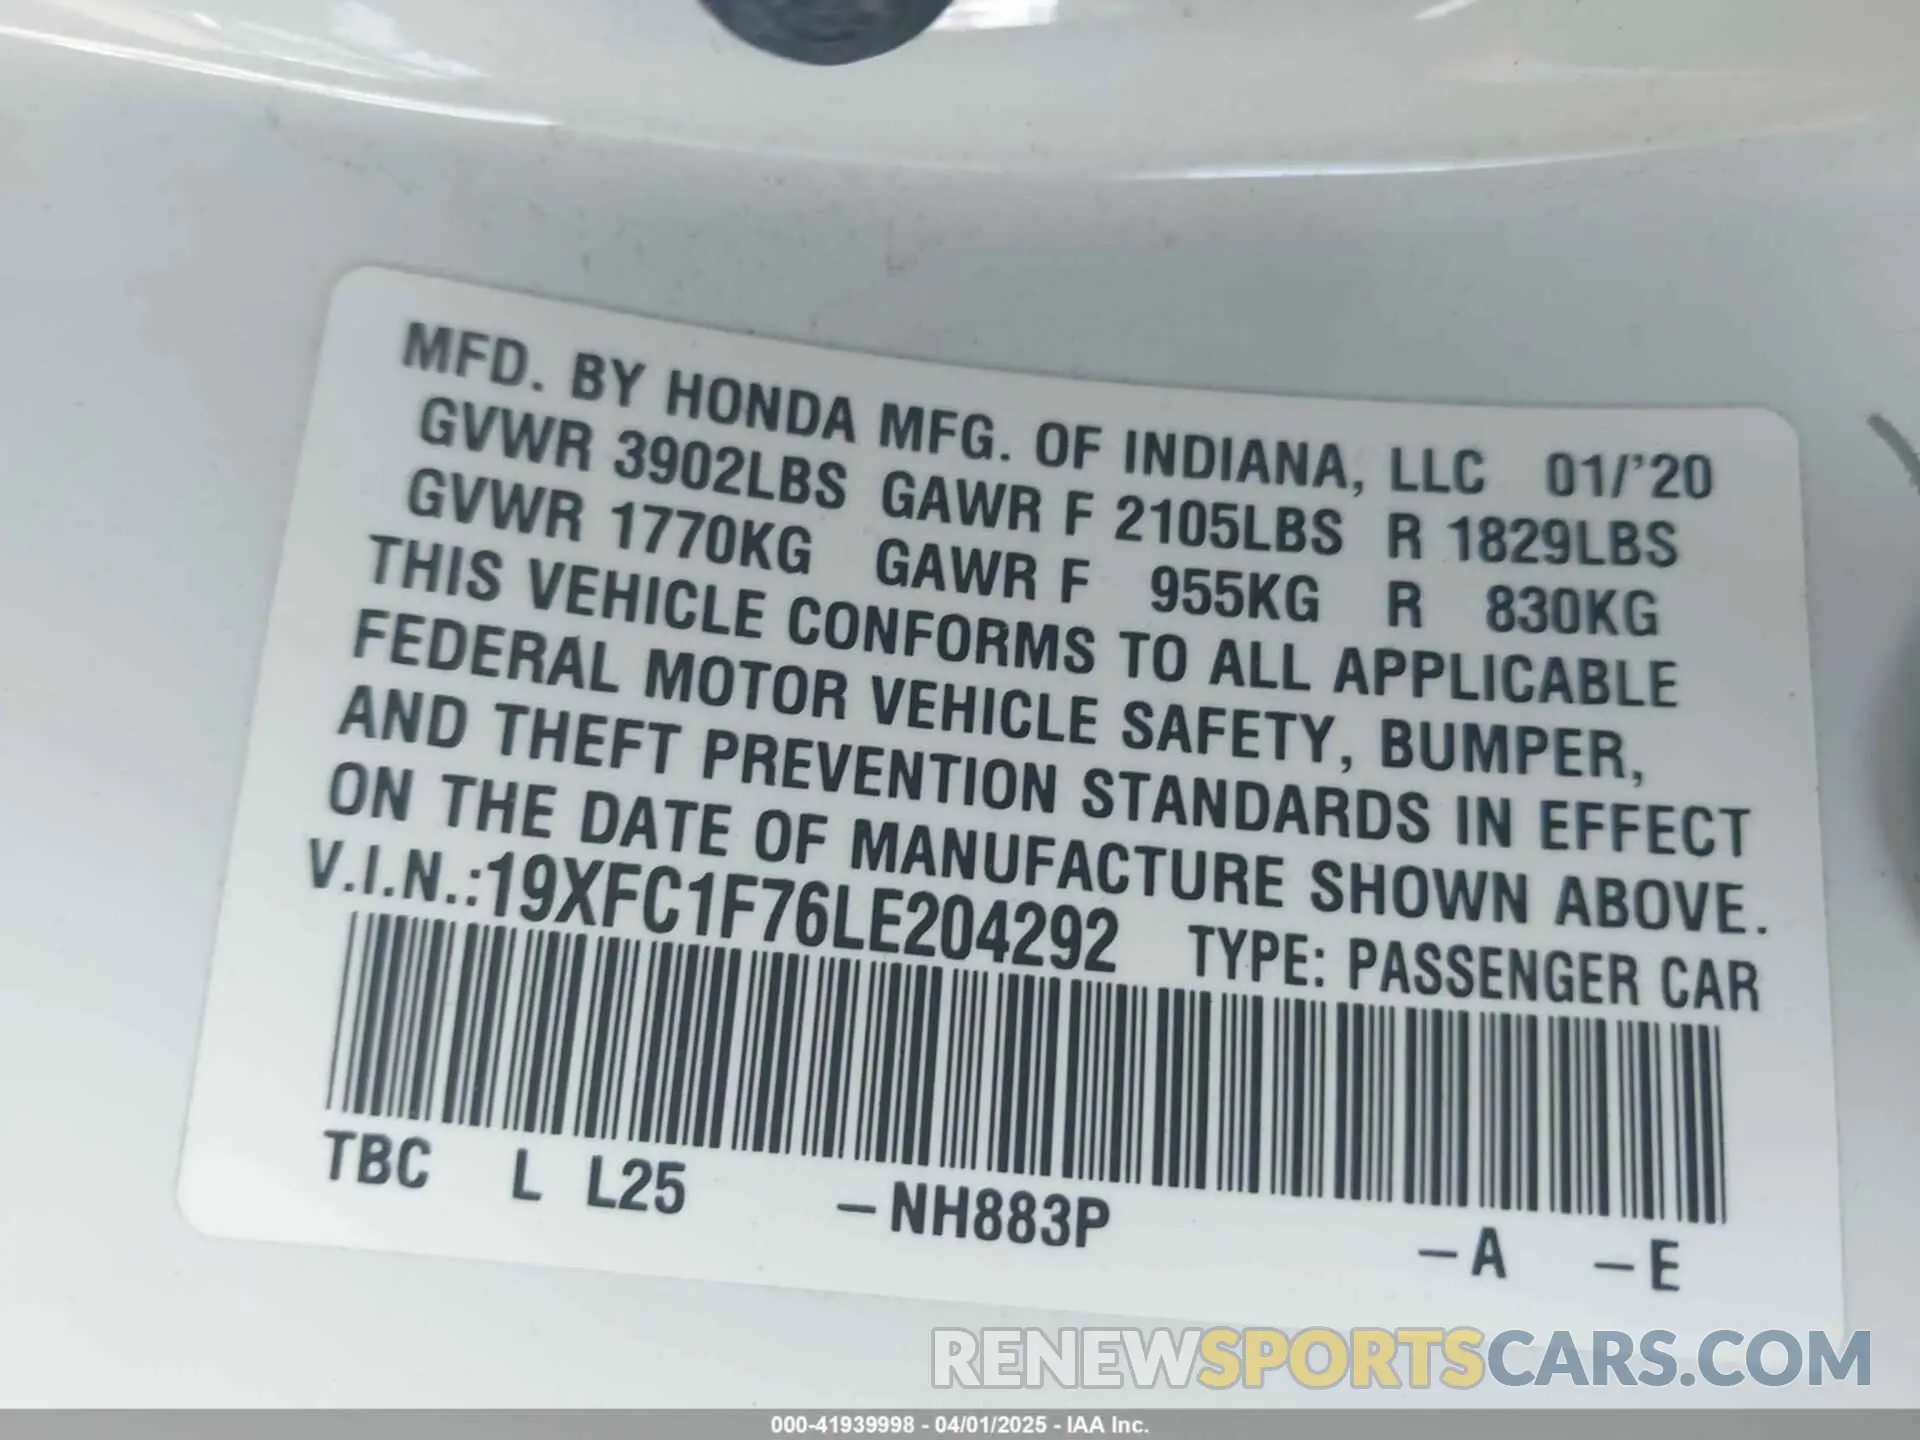 MFD. BY HONDA MFG. OF INDIANA, LLC 01/'20
GVWR 3902LBS GAWR F 2105LBS R 1829LBS
GVWR 1770KG GAWR F 955KG R 830KG
THIS VEHICLE CONFORMS TO ALL APPLICABLE
FEDERAL MOTOR VEHICLE SAFETY, BUMPER,
AND THEFT PREVENTION STANDARDS IN EFFECT
ON THE DATE OF MANUFACTURE SHOWN ABOVE.
V.I.N.:19XFC1F76LE204292 TYPE: PASSENGER CAR
TBC L L25 –NH883P –A –E
RENEWSPORTSCARS.COM
000-41939998 - 04/01/2025 - IAA Inc.